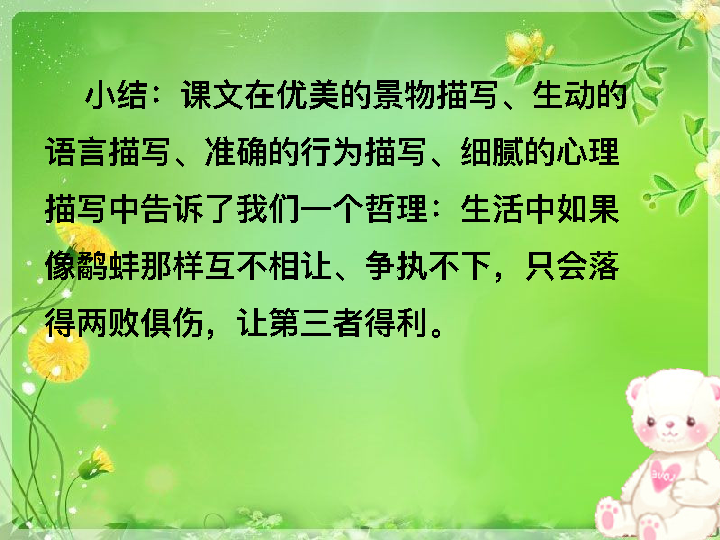 小结：课文在优美的景物描写、生动的
语言描写、准确的行为描写、细腻的心理
描写中告诉了我们一个哲理：生活中如果
像鹬蚌那样互不相让、争执不下，只会落
得两败俱伤，让第三者得利。